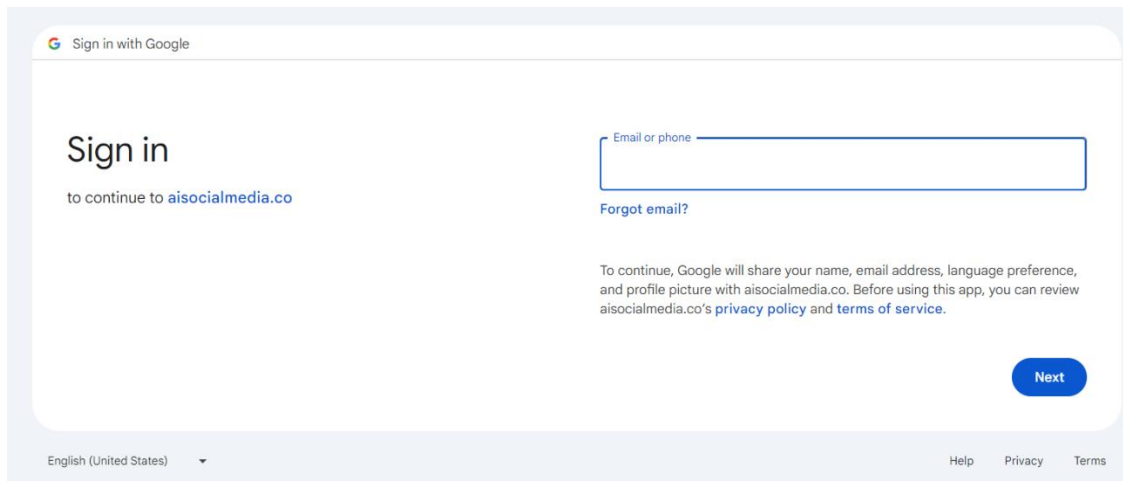 Sign in with Google
Sign in
to continue to aisocialmedia.co
Email or phone
Forgot email?
To continue, Google will share your name, email address, language preference,
and profile picture with aisocialmedia.co. Before using this app, you can review
aisocialmedia.co's privacy policy and terms of service.
Next
English (United States)
Help Privacy Terms